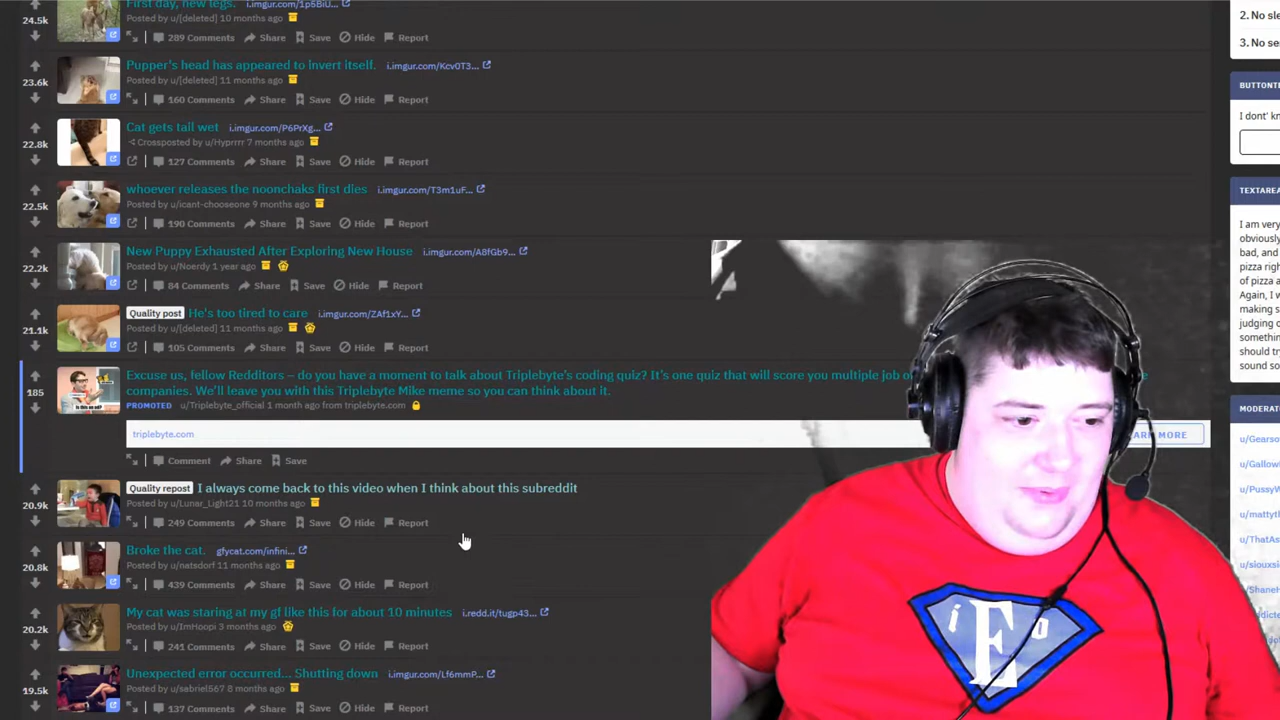 24.5k
First day, new legs.
i.imgur.com/1p5BiU...
Posted by u/[deleted] 10 months ago
289 Comments Share Save Hide Report
23.6k
Pupper's head has appeared to invert itself. i.imgur.com/Kcv0T3...
Posted by u/[deleted] 11 months ago
160 Comments Share Save Hide Report
22.8k
Cat gets tail wet i.imgur.com/P6PrXg...
Crossposted by u/Hyprrrr 7 months ago
127 Comments Share Save Hide Report
22.5k
whoever releases the noonchaks first dies i.imgur.com/T3m1uF...
Posted by u/icant-chooseone 9 months ago
190 Comments Share Save Hide Report
22.2k
New Puppy Exhausted After Exploring New House i.imgur.com/A8fGb9...
Posted by u/Noerdy 1 year ago
84 Comments Share Save Hide Report
21.1k
Quality post He's too tired to care i.imgur.com/ZAf1xY...
Posted by u/[deleted] 11 months ago
105 Comments Share Save Hide Report
185
Excuse us, fellow Redditors – do you have a moment to talk about Triplebyte's coding quiz? It's one quiz that will score you multiple job
companies. We'll leave you with this Triplebyte Mike meme so you can think about it.
PROMOTED u/Triplebyte_official 1 month ago from triplebyte.com
triplebyte.com
MORE
Comment Share Save
20.9k
Quality repost I always come back to this video when I think about this subreddit
Posted by u/Lunar_Light21 10 months ago
249 Comments Share Save Hide Report
20.8k
Broke the cat. gfycat.com/infini...
Posted by u/natsdorf 11 months ago
439 Comments Share Save Hide Report
20.2k
My cat was staring at my gf like this for about 10 minutes i.redd.it/tugp43...
Posted by u/ImHoopi 3 months ago
241 Comments Share Save Hide Report
19.5k
Unexpected error occurred... Shutting down i.imgur.com/Lf6mmP...
Posted by u/sabriel567 8 months ago
137 Comments Share Save Hide Report
2. No sle
3. No se
BUTTONTE
I dont' kn
TEXTAREA
I am very
obviously
bad, and
pizza righ
of pizza a
Again, I w
making s
judging o
somethin
should try
sound so
MODERAT
u/Gearso
u/Gallow
u/PussyW
u/mattyth
u/ThatAs
u/siouxsi
u/ShaneH
i E O